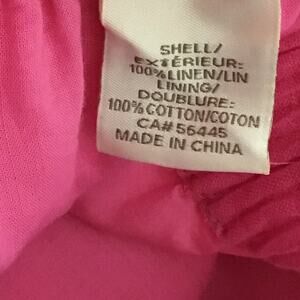 SHELL/
EXTÉRIEUR:
100% LINEN/LIN
LINING/
DOUBLURE:
100% COTTON/COTON
CA# 56445
MADE IN CHINA